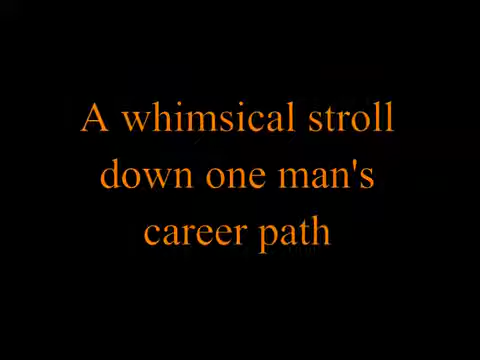 A whimsical stroll
down one man's
career path